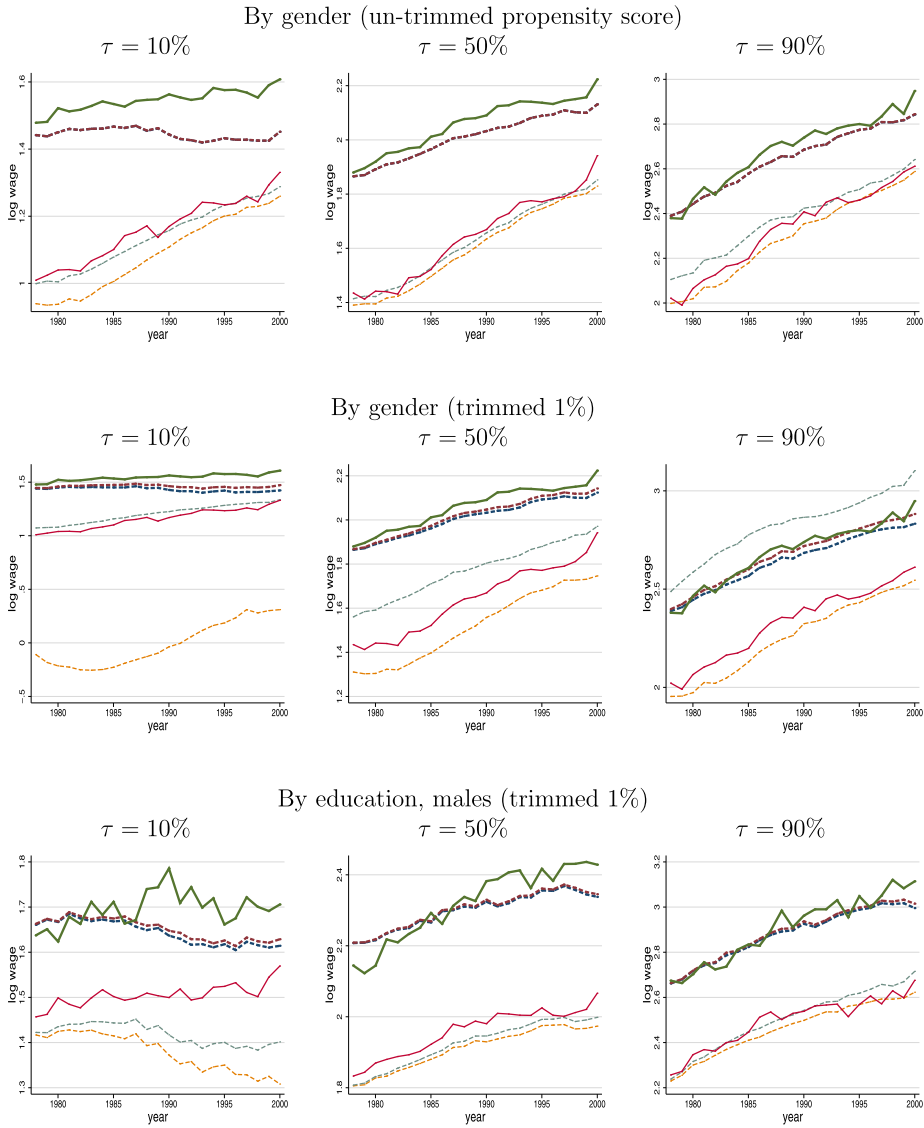 By gender (un-trimmed propensity score)
τ = 10% τ = 50% τ = 90%
log wage
1 1.2 1.4 1.6
1980 1985 1990 1995 2000
year
log wage
1.4 1.6 1.8 2 2.2
1980 1985 1990 1995 2000
year
log wage
2 2.2 2.4 2.6 2.8 3
1980 1985 1990 1995 2000
year
By gender (trimmed 1%)
τ = 10% τ = 50% τ = 90%
log wage
-.5 0 .5 1 1.5
1980 1985 1990 1995 2000
year
log wage
1.2 1.4 1.6 1.8 2 2.2
1980 1985 1990 1995 2000
year
log wage
2 2.5 3
1980 1985 1990 1995 2000
year
By education, males (trimmed 1%)
τ = 10% τ = 50% τ = 90%
log wage
1.3 1.4 1.5 1.6 1.7 1.8
1980 1985 1990 1995 2000
year
log wage
1.8 2 2.2 2.4
1980 1985 1990 1995 2000
year
log wage
2.2 2.4 2.6 2.8 3 3.2
1980 1985 1990 1995 2000
year